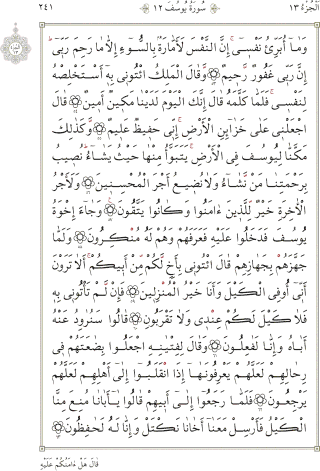 الجزء ١٣ سورة يوسف ١٢ ٢٤١
وَمَآ أُبَرِّئُ نَفْسِىٓ إِنَّ ٱلنَّفْسَ لَأَمَّارَةٌۢ بِٱلسُّوٓءِ إِلَّا مَا رَحِمَ رَبِّىٓ
إِنَّ رَبِّى غَفُورٌ رَّحِيمٌ ۝ وَقَالَ ٱلْمَلِكُ ٱئْتُونِى بِهِۦٓ أَسْتَخْلِصْهُ
لِنَفْسِى فَلَمَّا كَلَّمَهُۥ قَالَ إِنَّكَ ٱلْيَوْمَ لَدَيْنَا مَكِينٌ أَمِينٌ ۝ قَالَ
ٱجْعَلْنِى عَلَىٰ خَزَآئِنِ ٱلْأَرْضِ إِنِّى حَفِيظٌ عَلِيمٌ ۝ وَكَذَٰلِكَ
مَكَّنَّا لِيُوسُفَ فِى ٱلْأَرْضِ يَتَبَوَّأُ مِنْهَا حَيْثُ يَشَآءُ نُصِيبُ
بِرَحْمَتِنَا مَن نَّشَآءُ وَلَا نُضِيعُ أَجْرَ ٱلْمُحْسِنِينَ ۝ وَلَأَجْرُ
ٱلْأَخِرَةِ خَيْرٌ لِّلَّذِينَ ءَامَنُوا۟ وَكَانُوا۟ يَتَّقُونَ ۝ وَجَآءَ إِخْوَةُ
يُوسُفَ فَدَخَلُوا۟ عَلَيْهِ فَعَرَفَهُمْ وَهُمْ لَهُۥ مُنكِرُونَ ۝ وَلَمَّا
جَهَّزَهُم بِجَهَازِهِمْ قَالَ ٱئْتُونِى بِأَخٍ لَّكُم مِّنْ أَبِيكُمْ أَلَا تَرَوْنَ
أَنِّىٓ أُوفِى ٱلْكَيْلَ وَأَنَا۠ خَيْرُ ٱلْمُنزِلِينَ ۝ فَإِن لَّمْ تَأْتُونِى بِهِۦ
فَلَا كَيْلَ لَكُمْ عِندِى وَلَا تَقْرَبُونِ ۝ قَالُوا۟ سَنُرَٰوِدُ عَنْهُ
أَبَاهُ وَإِنَّا لَفَٰعِلُونَ ۝ وَقَالَ لِفِتْيَٰنِهِ ٱجْعَلُوا۟ بِضَٰعَتَهُمْ فِى
رِحَالِهِمْ لَعَلَّهُمْ يَعْرِفُونَهَآ إِذَا ٱنقَلَبُوٓا۟ إِلَىٰٓ أَهْلِهِمْ لَعَلَّهُمْ
يَرْجِعُونَ ۝ فَلَمَّا رَجَعُوٓا۟ إِلَىٰٓ أَبِيهِمْ قَالُوا۟ يَٰٓأَبَانَا مُنِعَ مِنَّا
ٱلْكَيْلُ فَأَرْسِلْ مَعَنَآ أَخَانَا نَكْتَلْ وَإِنَّا لَهُۥ لَحَٰفِظُونَ ۝
قَالَ هَلْ ءَامَنُكُمْ عَلَيْهِ